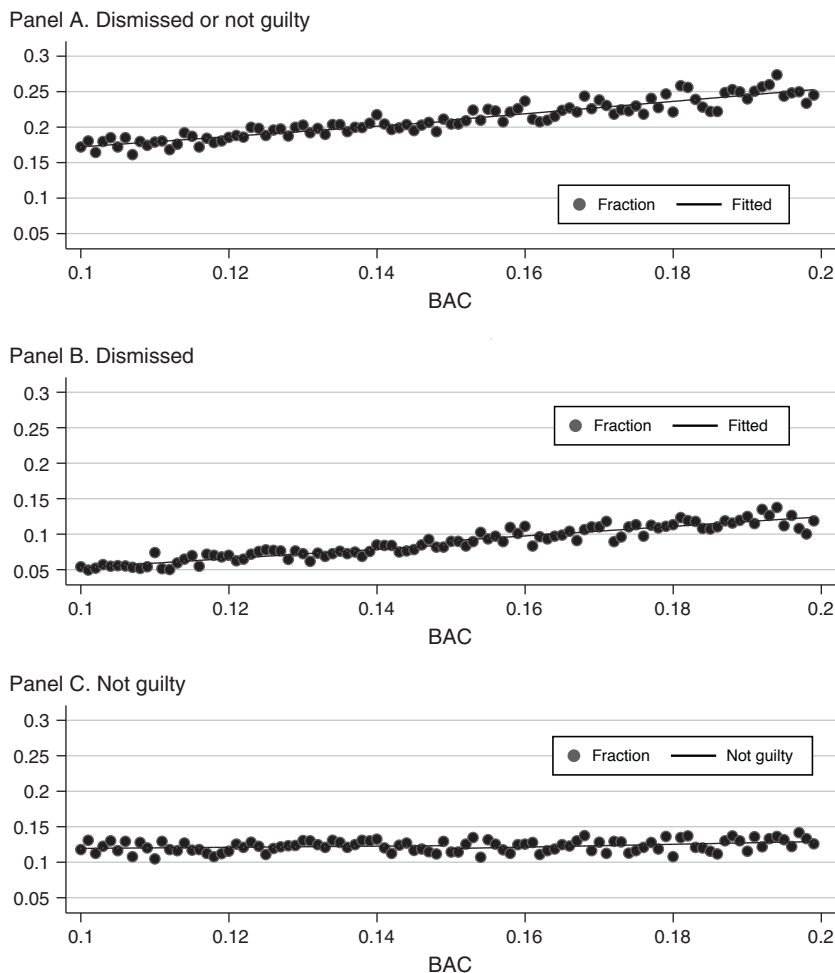 Panel A. Dismissed or not guilty
0.3
0.25
0.2
0.15
0.1
0.05
Fraction Fitted
0.1 0.12 0.14 0.16 0.18 0.2
BAC
Panel B. Dismissed
0.3
0.25
0.2
0.15
0.1
0.05
Fraction Fitted
0.1 0.12 0.14 0.16 0.18 0.2
BAC
Panel C. Not guilty
0.3
0.25
0.2
0.15
0.1
0.05
Fraction Not guilty
0.1 0.12 0.14 0.16 0.18 0.2
BAC